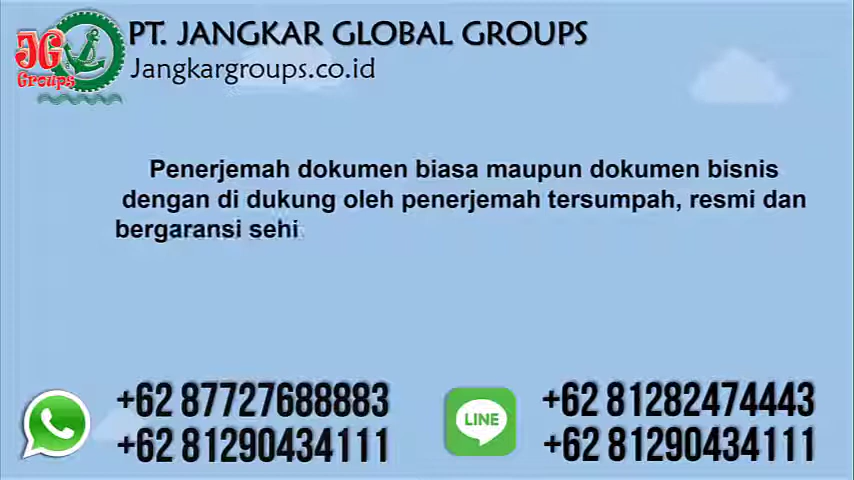 JG
Groups
PT. JANGKAR GLOBAL GROUPS
Jangkargroups.co.id
Penerjemah dokumen biasa maupun dokumen bisnis
dengan di dukung oleh penerjemah tersumpah, resmi dan
bergaransi sehi
+62 87727688883
+62 81290434111
LINE
+62 81282474443
+62 81290434111